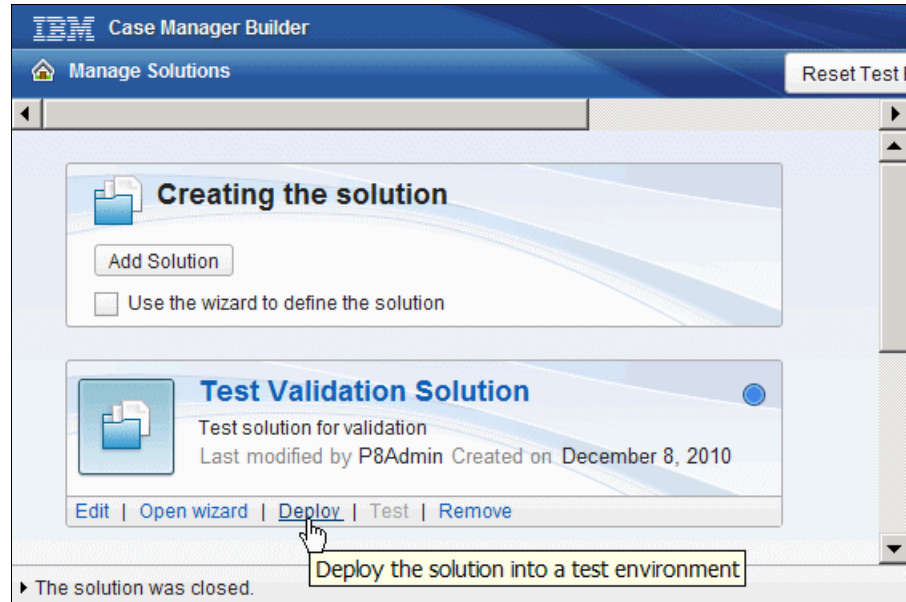 IBM Case Manager Builder
Manage Solutions
Reset Test
Creating the solution
Add Solution
Use the wizard to define the solution
Test Validation Solution
Test solution for validation
Last modified by P8Admin Created on December 8, 2010
Edit | Open wizard | Deploy | Test | Remove
Deploy the solution into a test environment
The solution was closed.